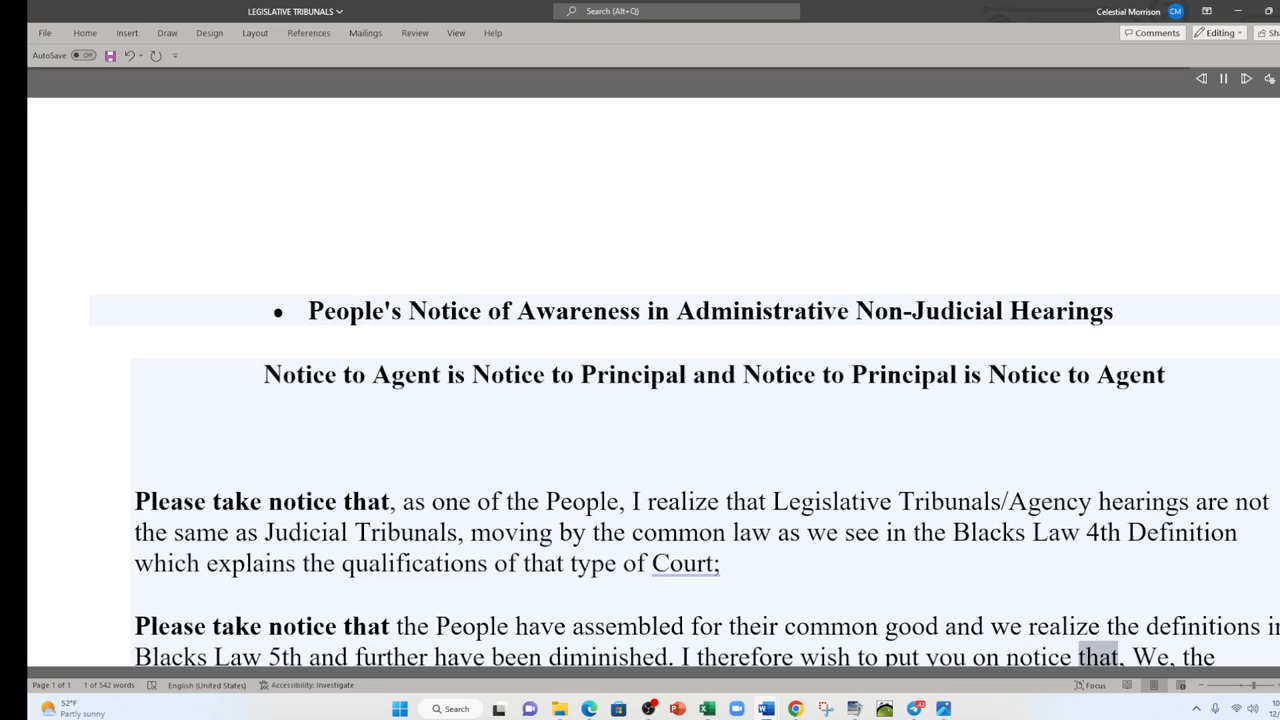 LEGISLATIVE TRIBUNALS
Search (Alt+Q)
Celestial Morrison
CM
File Home Insert Draw Design Layout References Mailings Review View Help
Comments
Editing
Sh
AutoSave Off
• People's Notice of Awareness in Administrative Non-Judicial Hearings
Notice to Agent is Notice to Principal and Notice to Principal is Notice to Agent
Please take notice that, as one of the People, I realize that Legislative Tribunals/Agency hearings are not
the same as Judicial Tribunals, moving by the common law as we see in the Blacks Law 4th Definition
which explains the qualifications of that type of Court;
Please take notice that the People have assembled for their common good and we realize the definitions in
Blacks Law 5th and further have been diminished. I therefore wish to put you on notice that, We, the
Page 1 of 1 1 of 542 words English (United States) Accessibility: Investigate
Focus
52°F
Partly sunny
Search